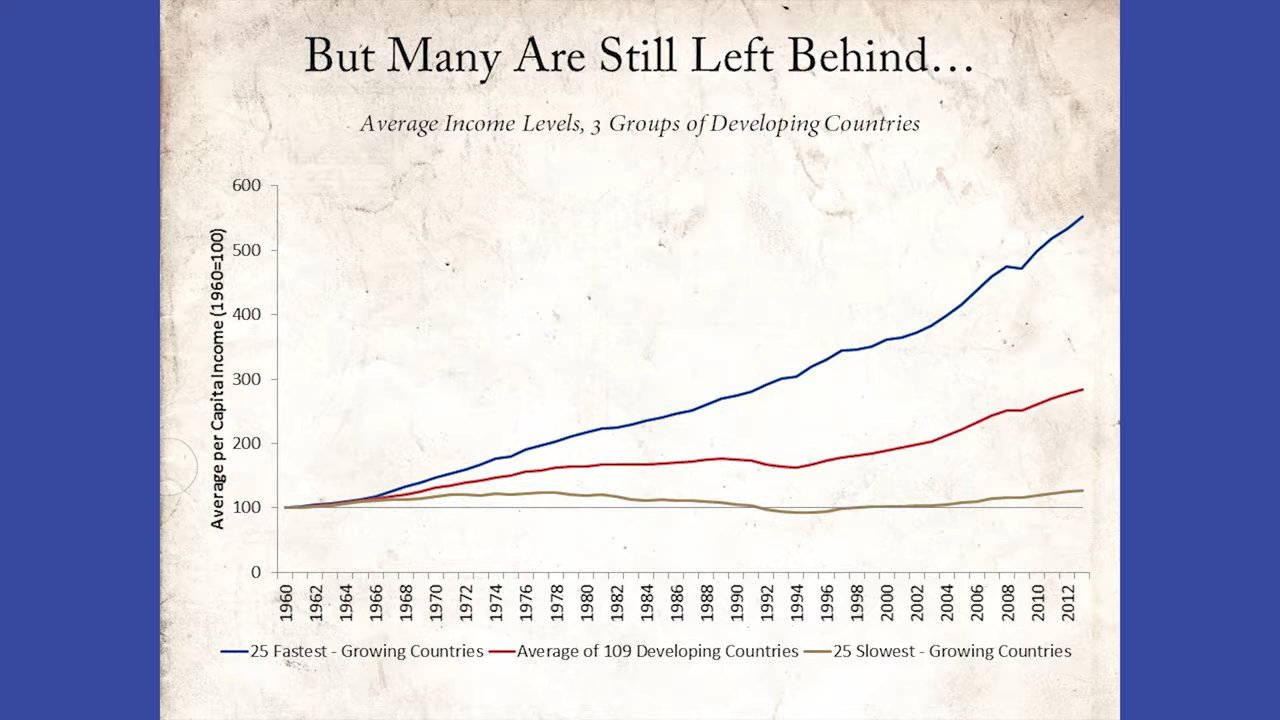 But Many Are Still Left Behind…
Average Income Levels, 3 Groups of Developing Countries
Average per Capita Income (1960=100)
600
500
400
300
200
100
0
1960 1962 1964 1966 1968 1970 1972 1974 1976 1978 1980 1982 1984 1986 1988 1990 1992 1994 1996 1998 2000 2002 2004 2006 2008 2010 2012
25 Fastest - Growing Countries Average of 109 Developing Countries 25 Slowest - Growing Countries